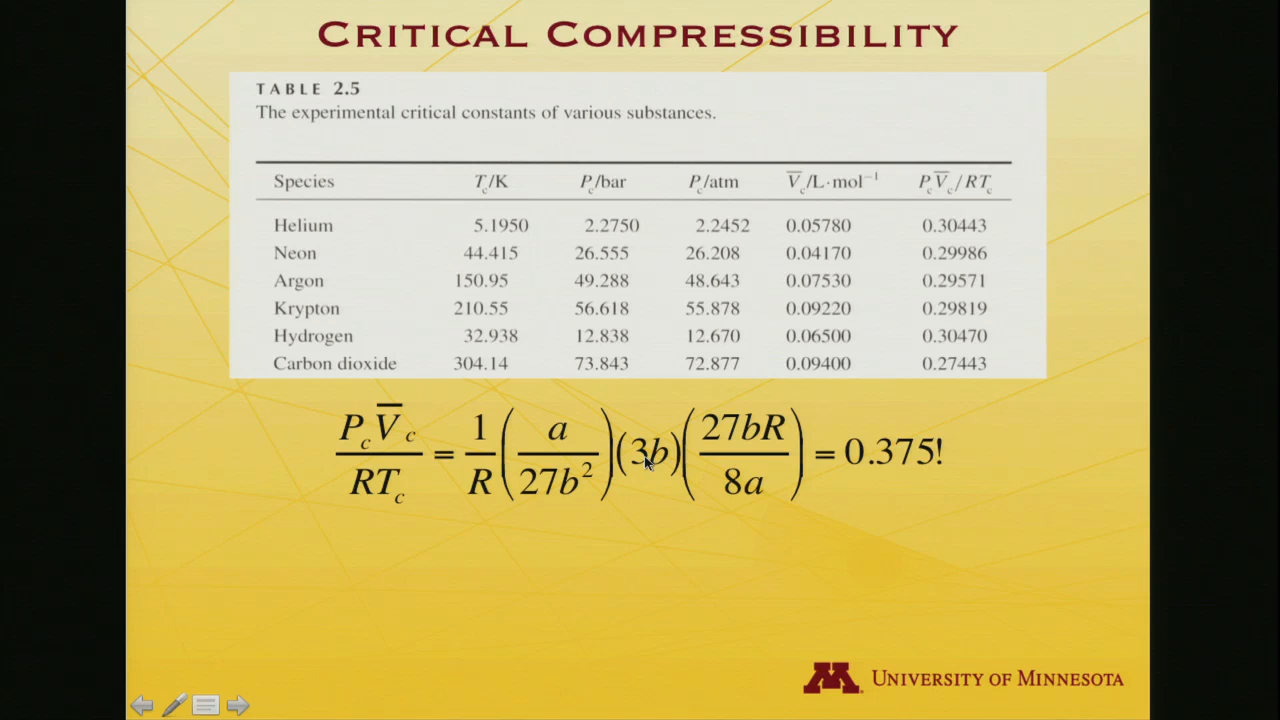 CRITICAL COMPRESSIBILITY
TABLE 2.5
The experimental critical constants of various substances.
Species T_c/K P_c/bar P_c/atm V̅_c/L·mol⁻¹ P_cV̅_c/RT_c
Helium 5.1950 2.2750 2.2452 0.05780 0.30443
Neon 44.415 26.555 26.208 0.04170 0.29986
Argon 150.95 49.288 48.643 0.07530 0.29571
Krypton 210.55 56.618 55.878 0.09220 0.29819
Hydrogen 32.938 12.838 12.670 0.06500 0.30470
Carbon dioxide 304.14 73.843 72.877 0.09400 0.27443
P_cV̅_c/RT_c = 1/R (a/27b²)(3b)(27bR/8a) = 0.375!
M UNIVERSITY OF MINNESOTA